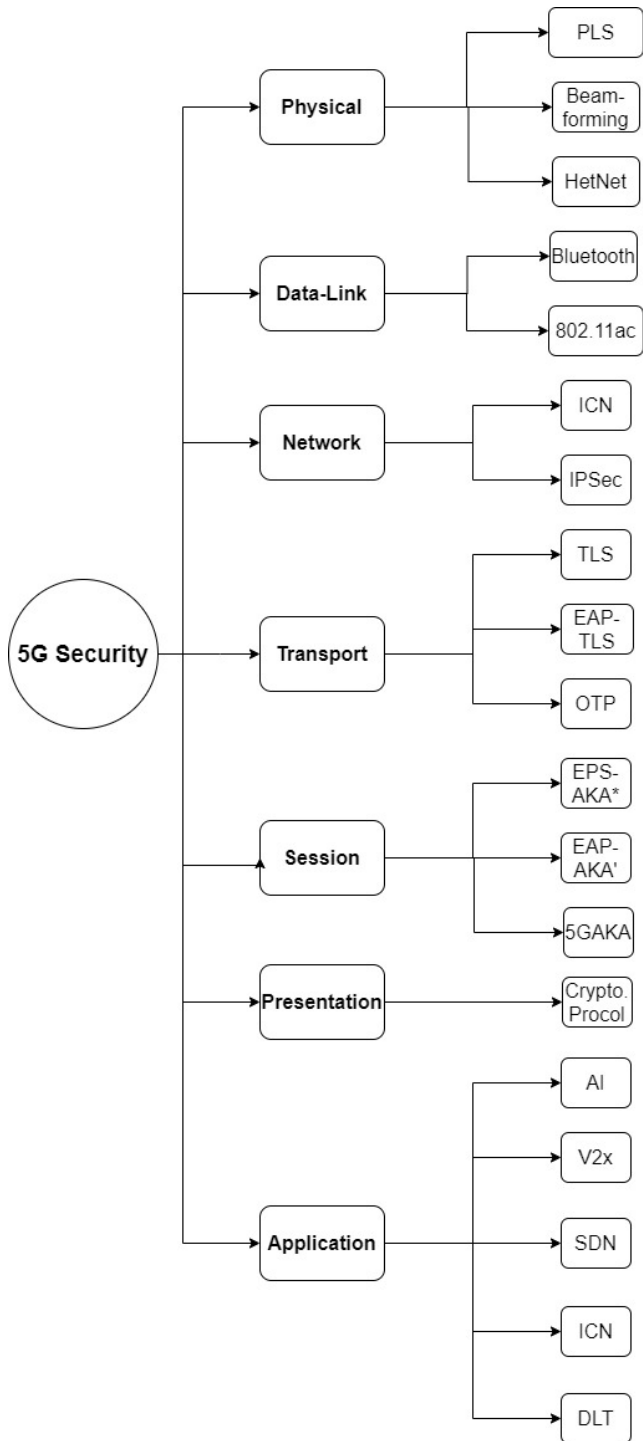 PLS
Physical
Beam-
forming
HetNet
Bluetooth
Data-Link
802.11ac
ICN
Network
IPSec
TLS
5G Security
Transport
EAP-
TLS
OTP
EPS-
AKA*
Session
EAP-
AKA'
5GAKA
Presentation
Crypto.
Procol
AI
V2x
Application
SDN
ICN
DLT